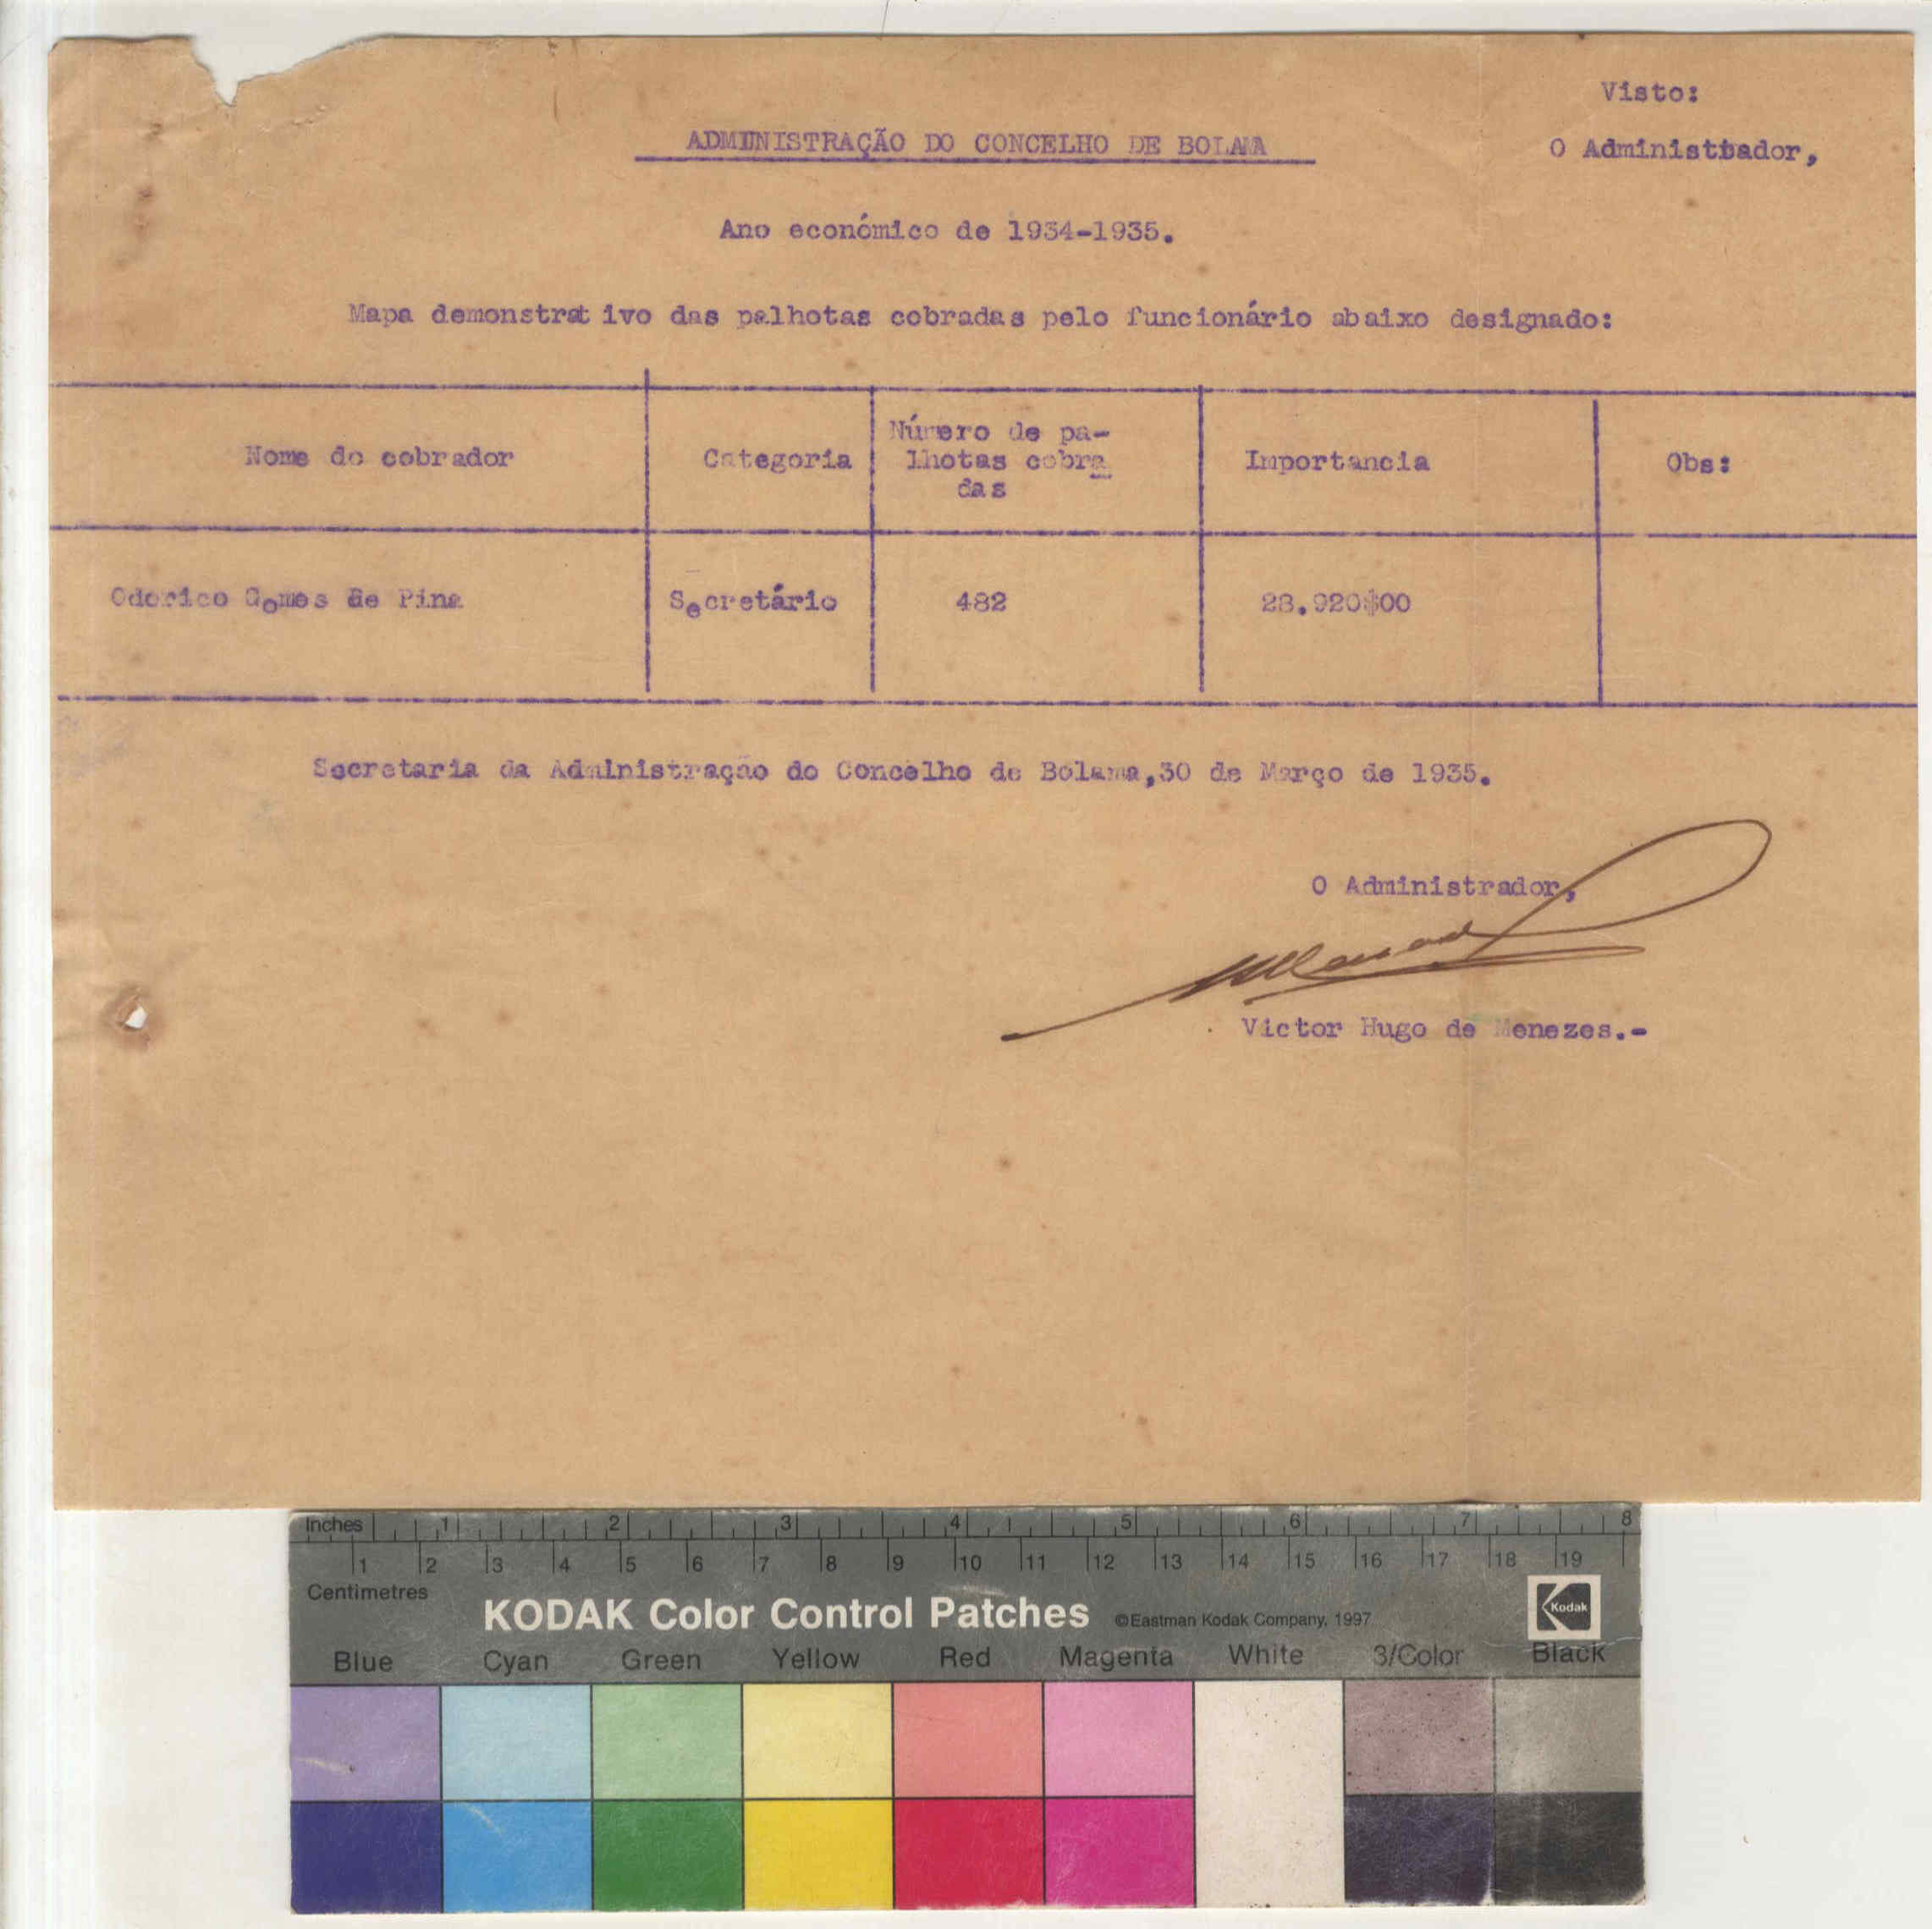 Visto:
ADMINISTRAÇÃO DO CONCELHO DE BOLAMA
O Administrador,
Ano económico de 1934-1935.
Mapa demonstrativo das palhotas cobradas pelo funcionário abaixo designado:
Nome do cobrador
Categoria
Número de pa-
lhotas cobra
das
Importancia
Obs:
Oderico Gomes de Pina
Secretário
482
28.920$00
Secretaria da Administração do Concelho de Bolama,30 de Março de 1935.
O Administrador,
Victor Hugo de Menezes.-
Inches 1 2 3 4 5 6 7 8
1 2 3 4 5 6 7 8 9 10 11 12 13 14 15 16 17 18 19
Centimetres
KODAK Color Control Patches ©Eastman Kodak Company, 1997 Kodak
Blue Cyan Green Yellow Red Magenta White 3/Color Black